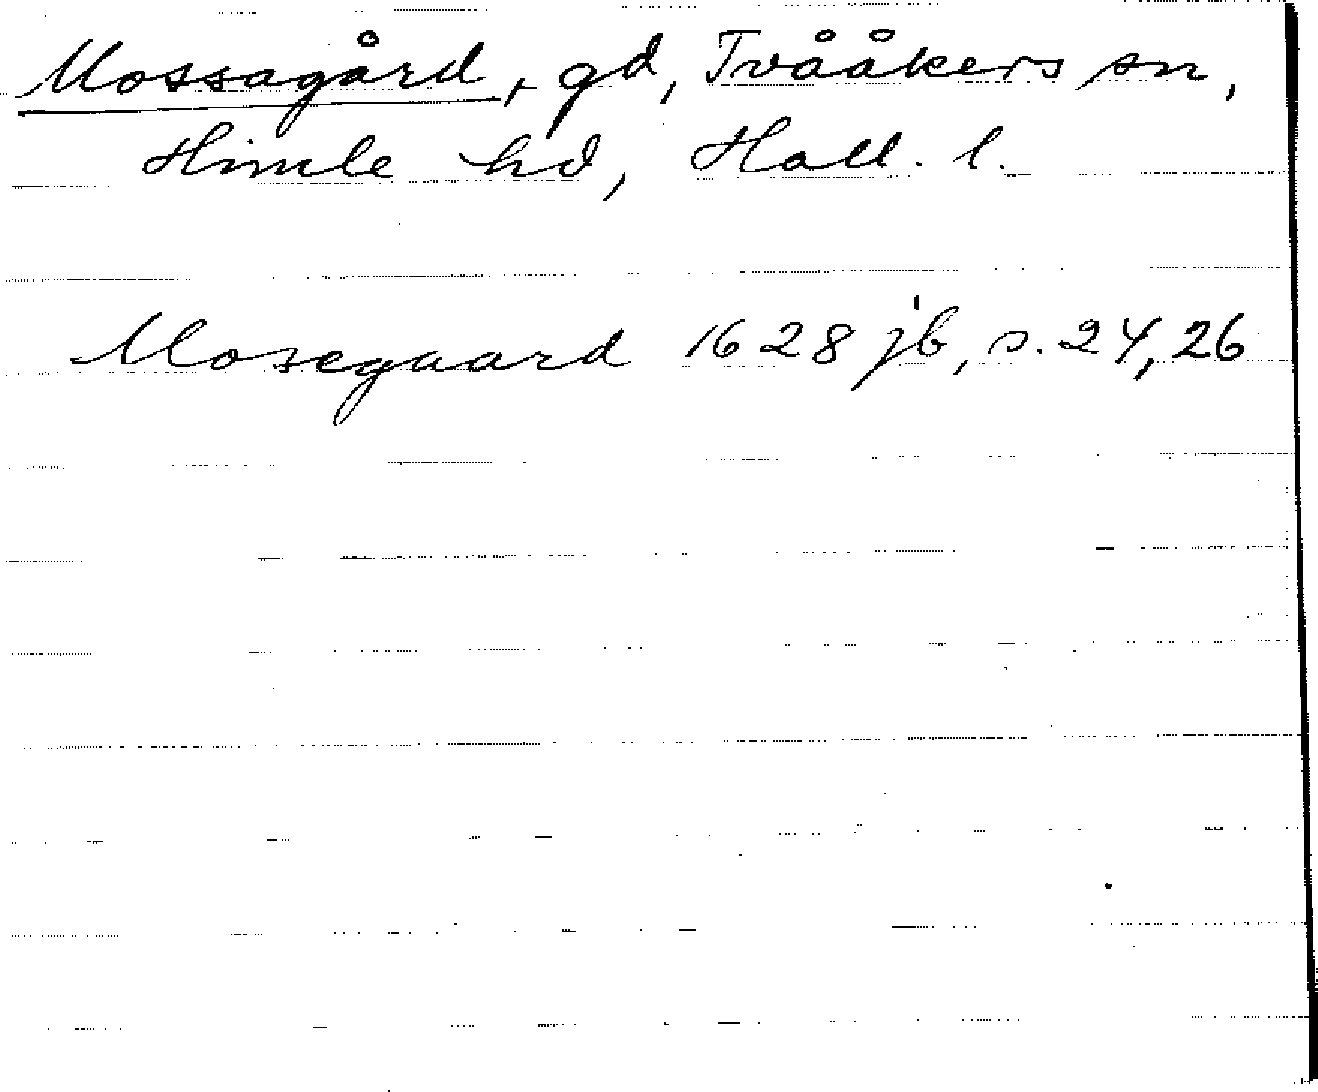 Mossagård, gd, Tvååkers sn,
Himle hd, Hall. l.
Mosegaard 1628 jb, s. 24, 26